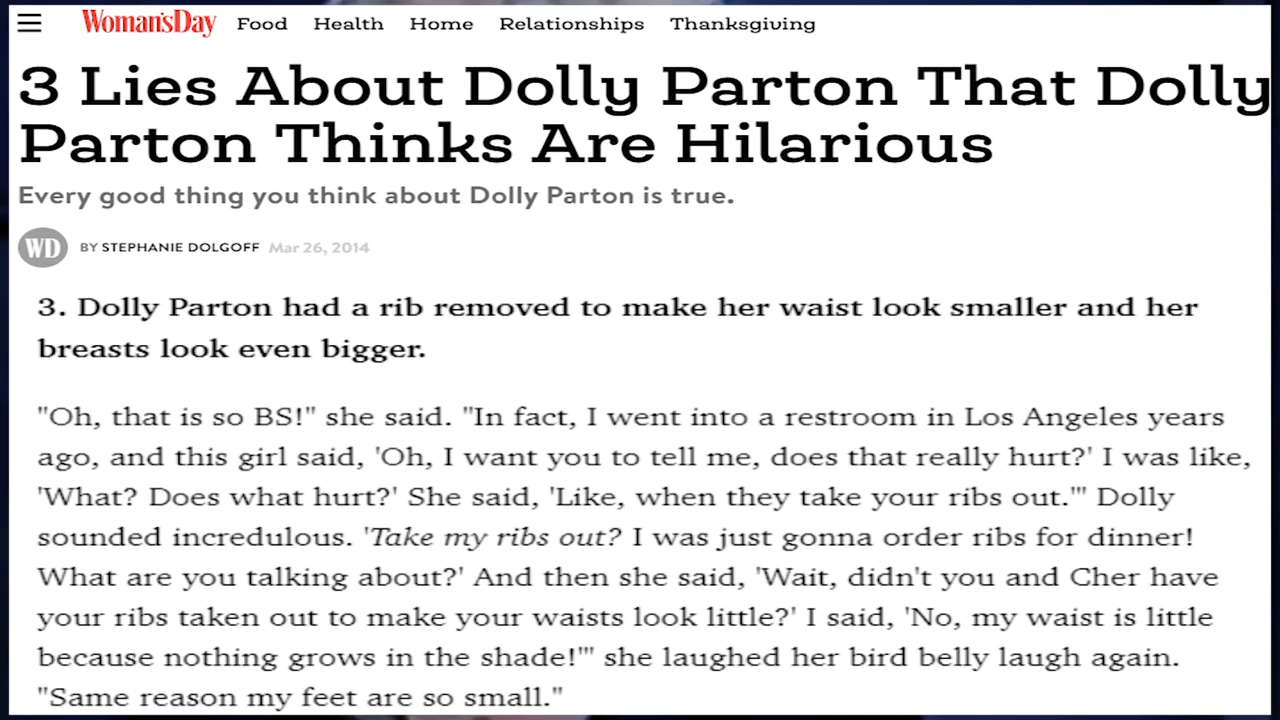 Woman'sDay Food Health Home Relationships Thanksgiving
3 Lies About Dolly Parton That Dolly
Parton Thinks Are Hilarious
Every good thing you think about Dolly Parton is true.
WD BY STEPHANIE DOLGOFF Mar 26, 2014
3. Dolly Parton had a rib removed to make her waist look smaller and her
breasts look even bigger.
"Oh, that is so BS!" she said. "In fact, I went into a restroom in Los Angeles years
ago, and this girl said, 'Oh, I want you to tell me, does that really hurt?' I was like,
'What? Does what hurt?' She said, 'Like, when they take your ribs out.'" Dolly
sounded incredulous. 'Take my ribs out? I was just gonna order ribs for dinner!
What are you talking about?' And then she said, 'Wait, didn't you and Cher have
your ribs taken out to make your waists look little?' I said, 'No, my waist is little
because nothing grows in the shade!'" she laughed her bird belly laugh again.
"Same reason my feet are so small."